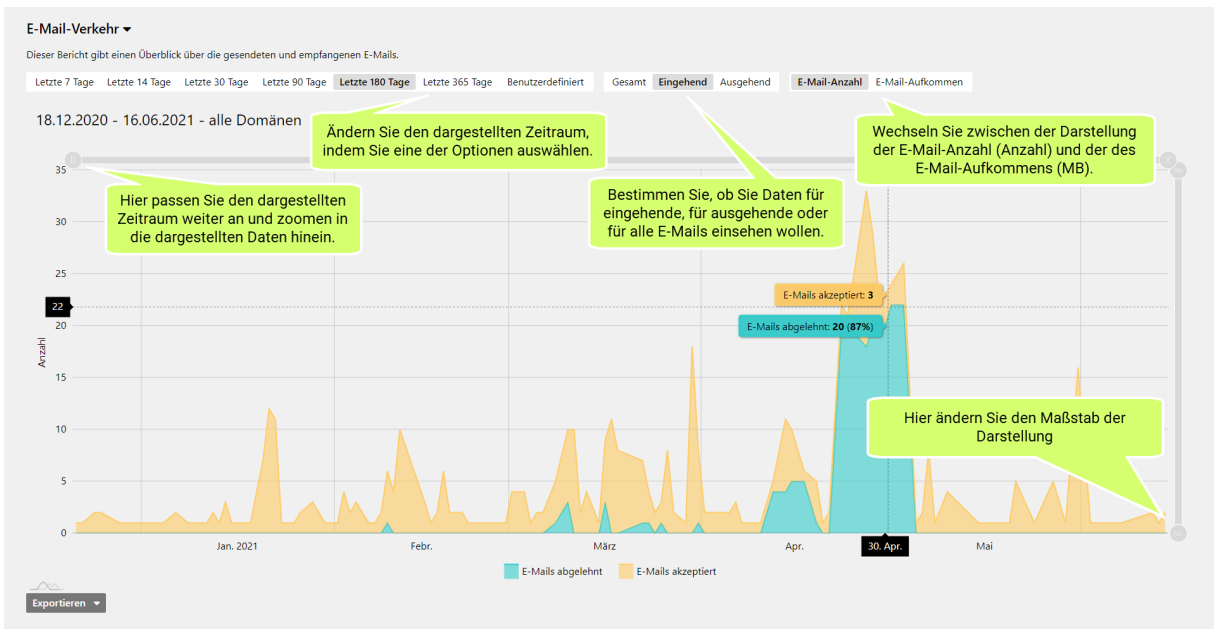 E-Mail-Verkehr
Dieser Bericht gibt einen Überblick über die gesendeten und empfangenen E-Mails.
Letzte 7 Tage Letzte 14 Tage Letzte 30 Tage Letzte 90 Tage Letzte 180 Tage Letzte 365 Tage Benutzerdefiniert Gesamt Eingehend Ausgehend E-Mail-Anzahl E-Mail-Aufkommen
18.12.2020 - 16.06.2021 - alle Domänen
Ändern Sie den dargestellten Zeitraum,
indem Sie eine der Optionen auswählen.
Wechseln Sie zwischen der Darstellung
der E-Mail-Anzahl (Anzahl) und der des
E-Mail-Aufkommens (MB).
Hier passen Sie den dargestellten
Zeitraum weiter an und zoomen in
die dargestellten Daten hinein.
Bestimmen Sie, ob Sie Daten für
eingehende, für ausgehende oder
für alle E-Mails einsehen wollen.
35
30
25
22
20
15
10
5
0
Anzahl
E-Mails akzeptiert: 3
E-Mails abgelehnt: 20 (87%)
Hier ändern Sie den Maßstab der
Darstellung
Jan. 2021 Febr. März Apr. 30. Apr. Mai
E-Mails abgelehnt E-Mails akzeptiert
Exportieren